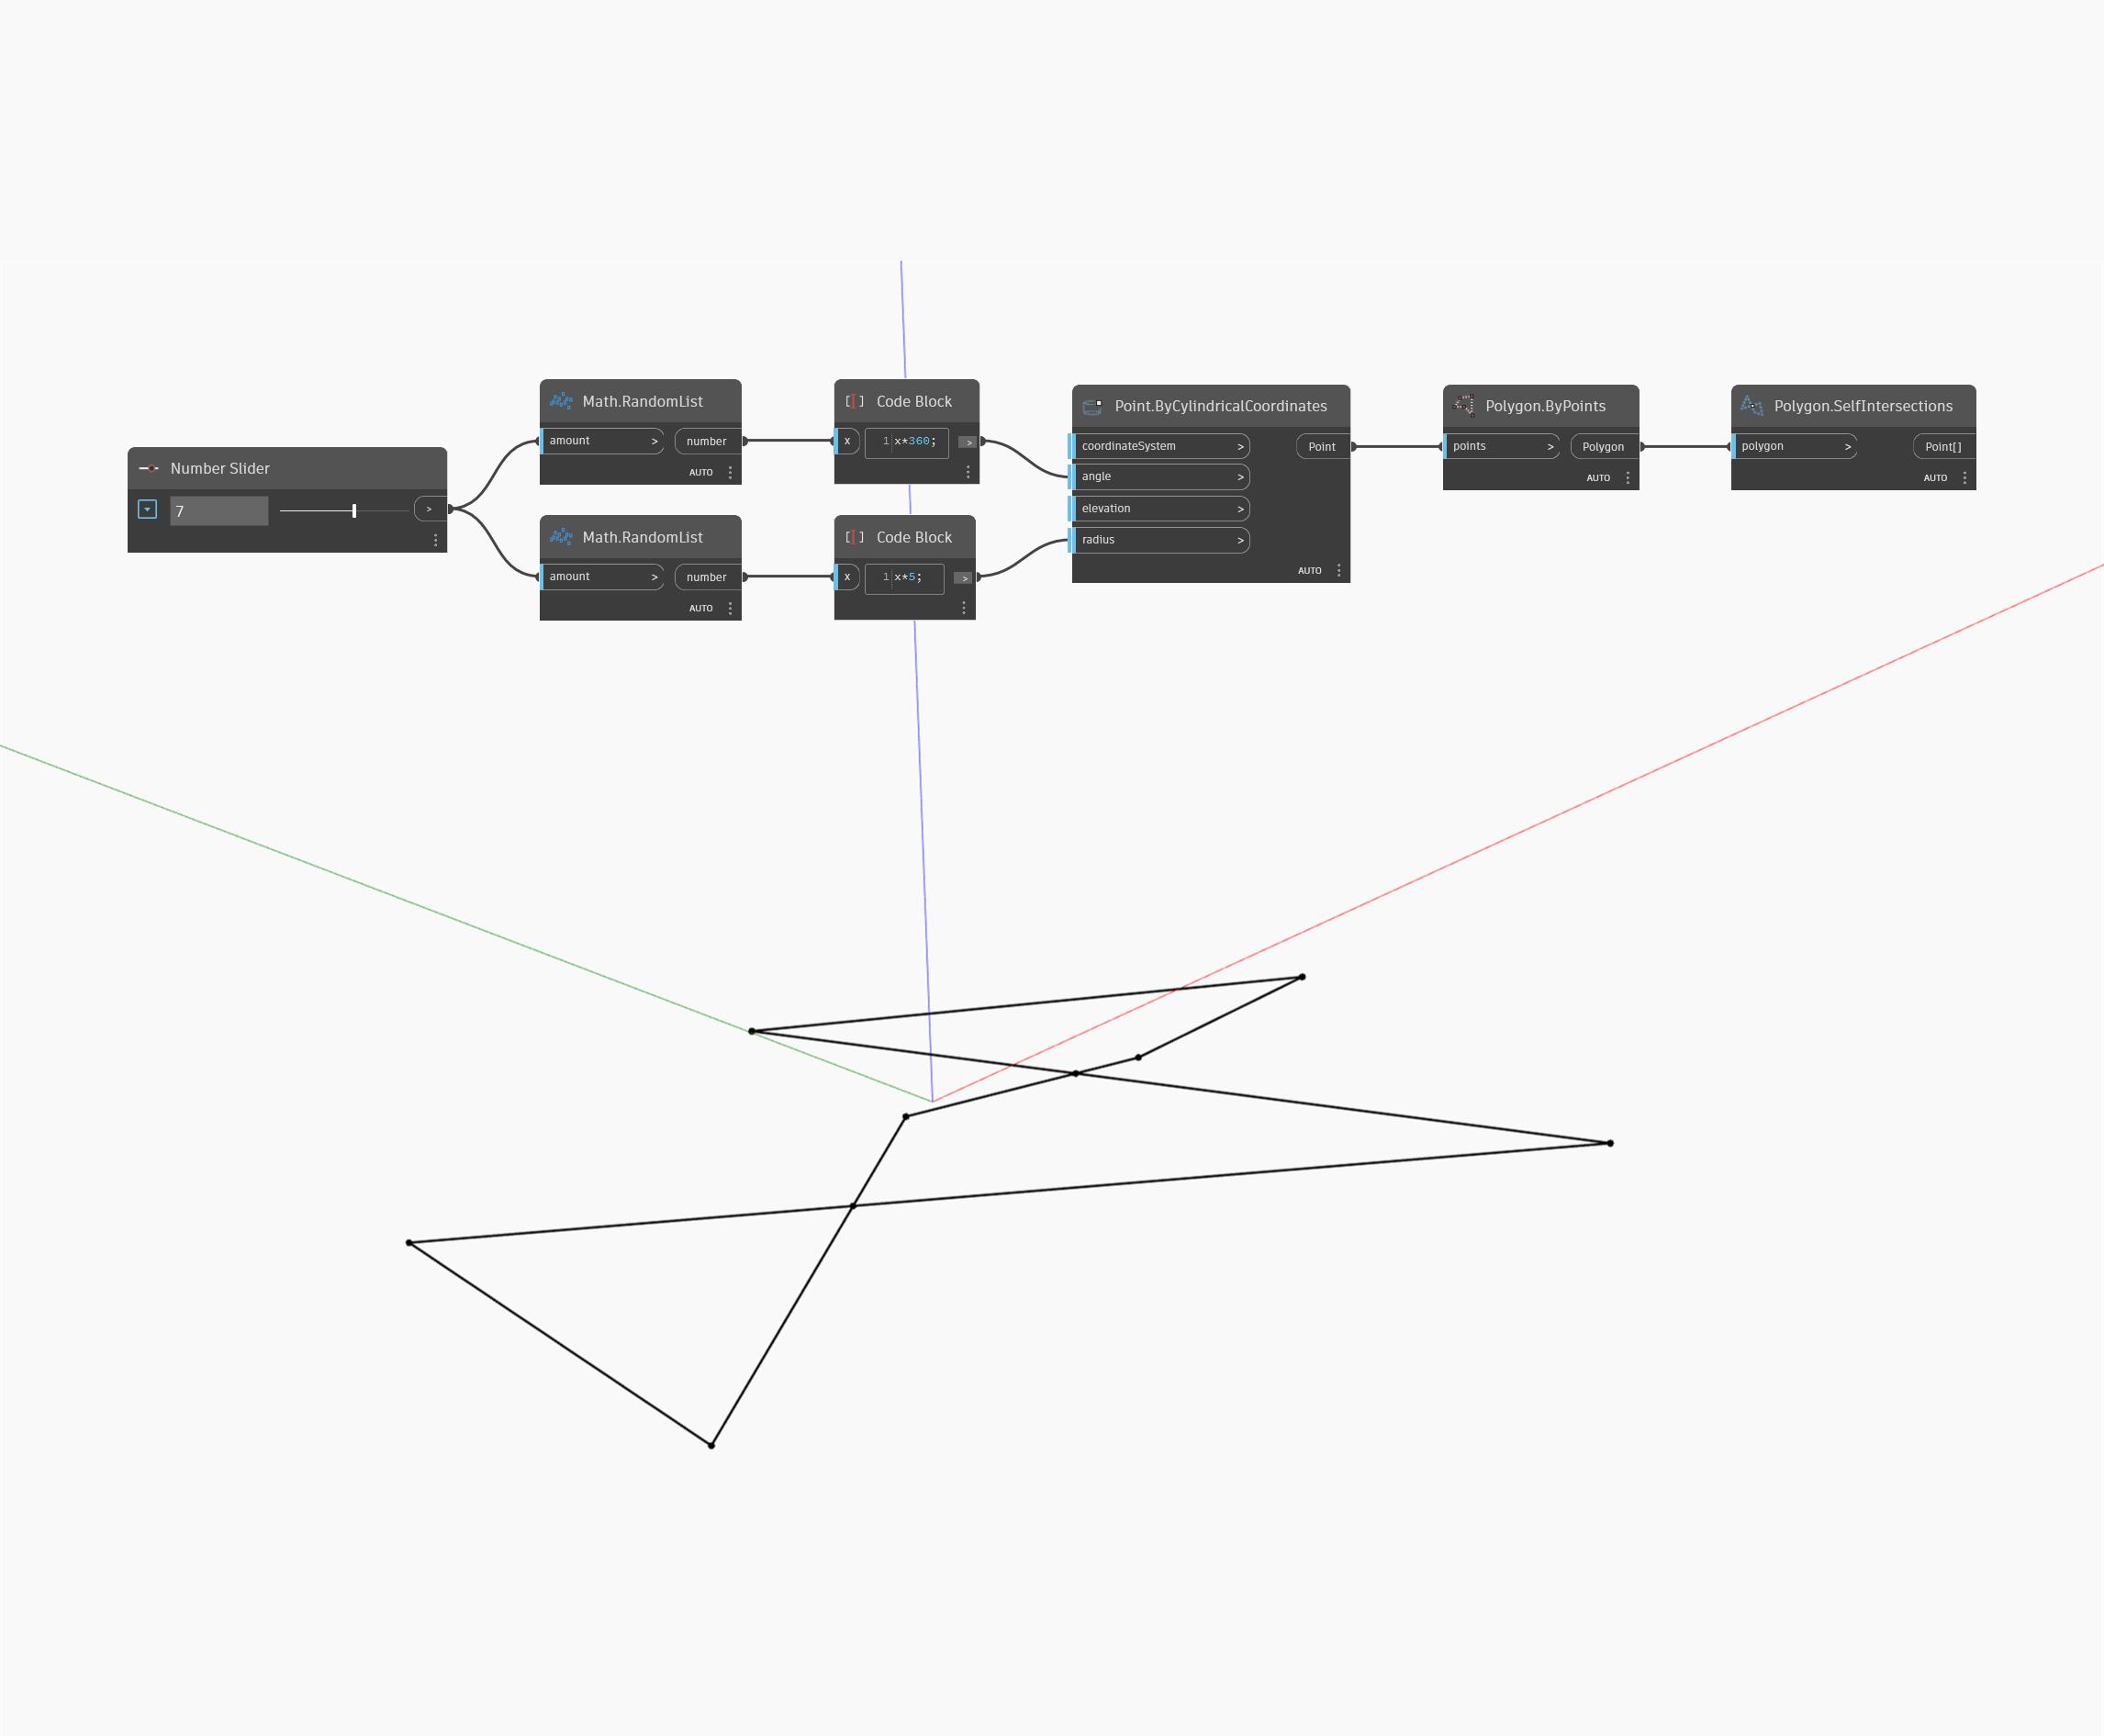 Number Slider
7
>
Math.RandomList
amount > number
AUTO
Math.RandomList
amount > number
AUTO
Code Block
x 1 x*360; >
Code Block
x 1 x*5; >
Point.ByCylindricalCoordinates
coordinateSystem > Point
angle >
elevation >
radius >
AUTO
Polygon.ByPoints
points > Polygon
AUTO
Polygon.SelfIntersections
polygon > Point[]
AUTO